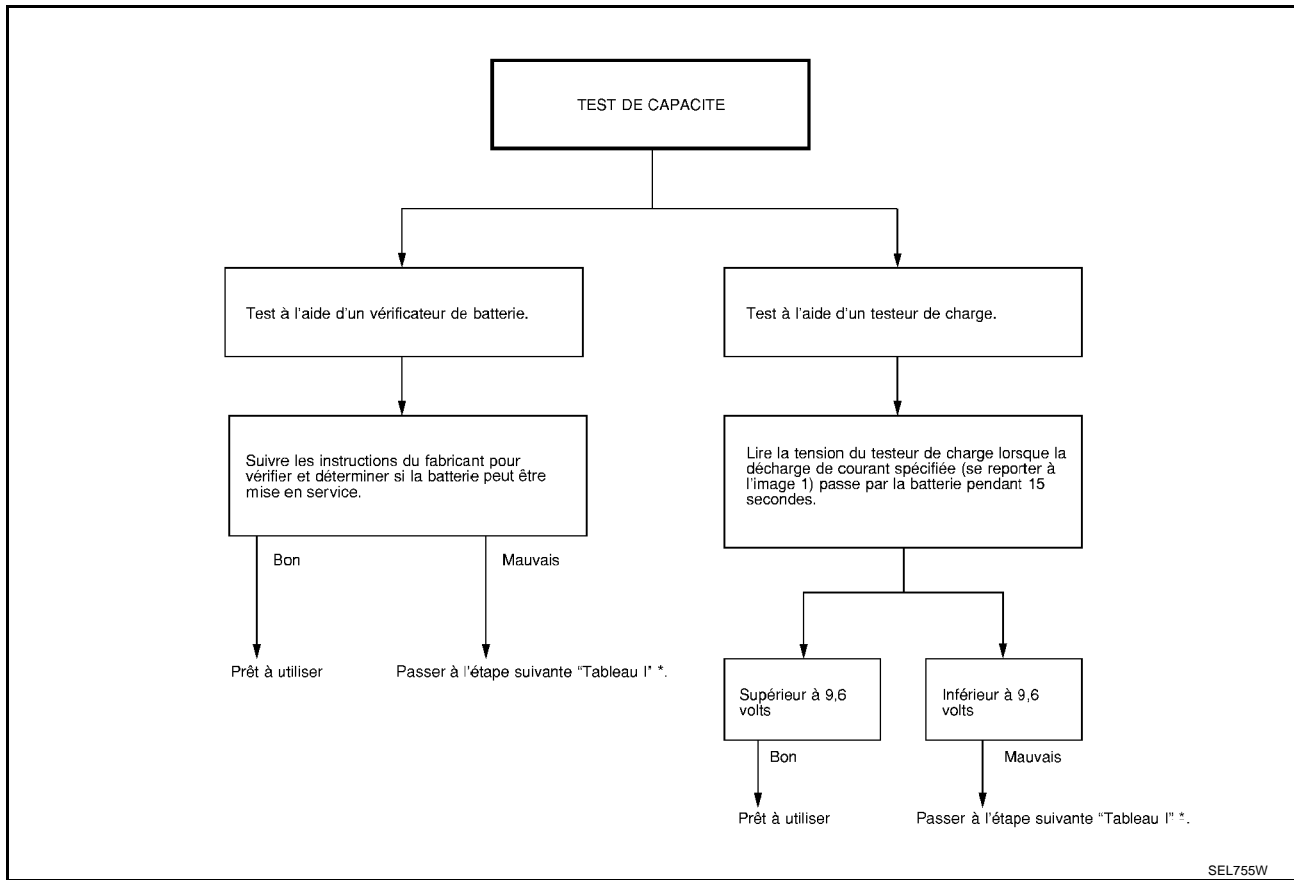 TEST DE CAPACITE
Test à l'aide d'un vérificateur de batterie.
Test à l'aide d'un testeur de charge.
Suivre les instructions du fabricant pour
vérifier et déterminer si la batterie peut être
mise en service.
Lire la tension du testeur de charge lorsque la
décharge de courant spécifiée (se reporter à
l'image 1) passe par la batterie pendant 15
secondes.
Bon
Mauvais
Prêt à utiliser
Passer à l'étape suivante "Tableau I" *.
Supérieur à 9,6
volts
Inférieur à 9,6
volts
Bon
Mauvais
Prêt à utiliser
Passer à l'étape suivante "Tableau I" *.
SEL755W